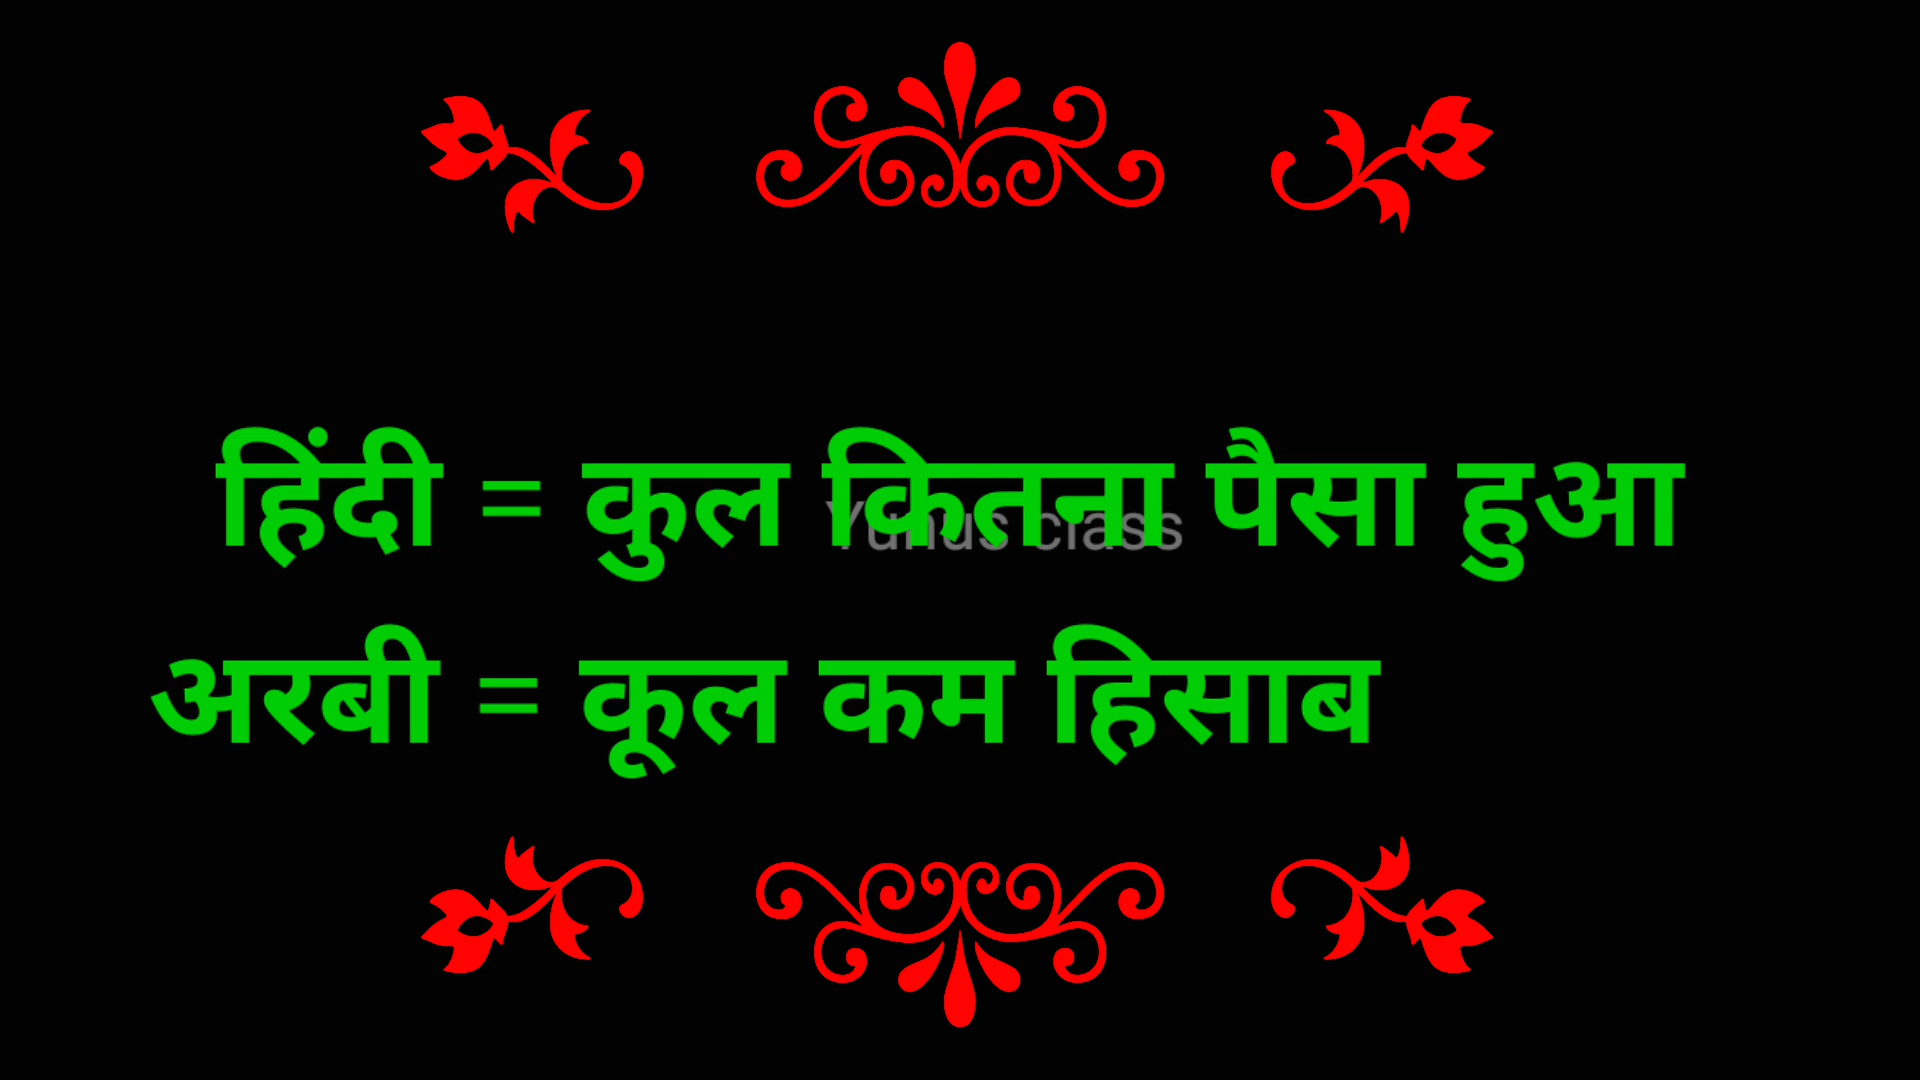 हिंदी = कुल कितना पैसा हुआ
Yunus class
अरबी = कूल कम हिसाब